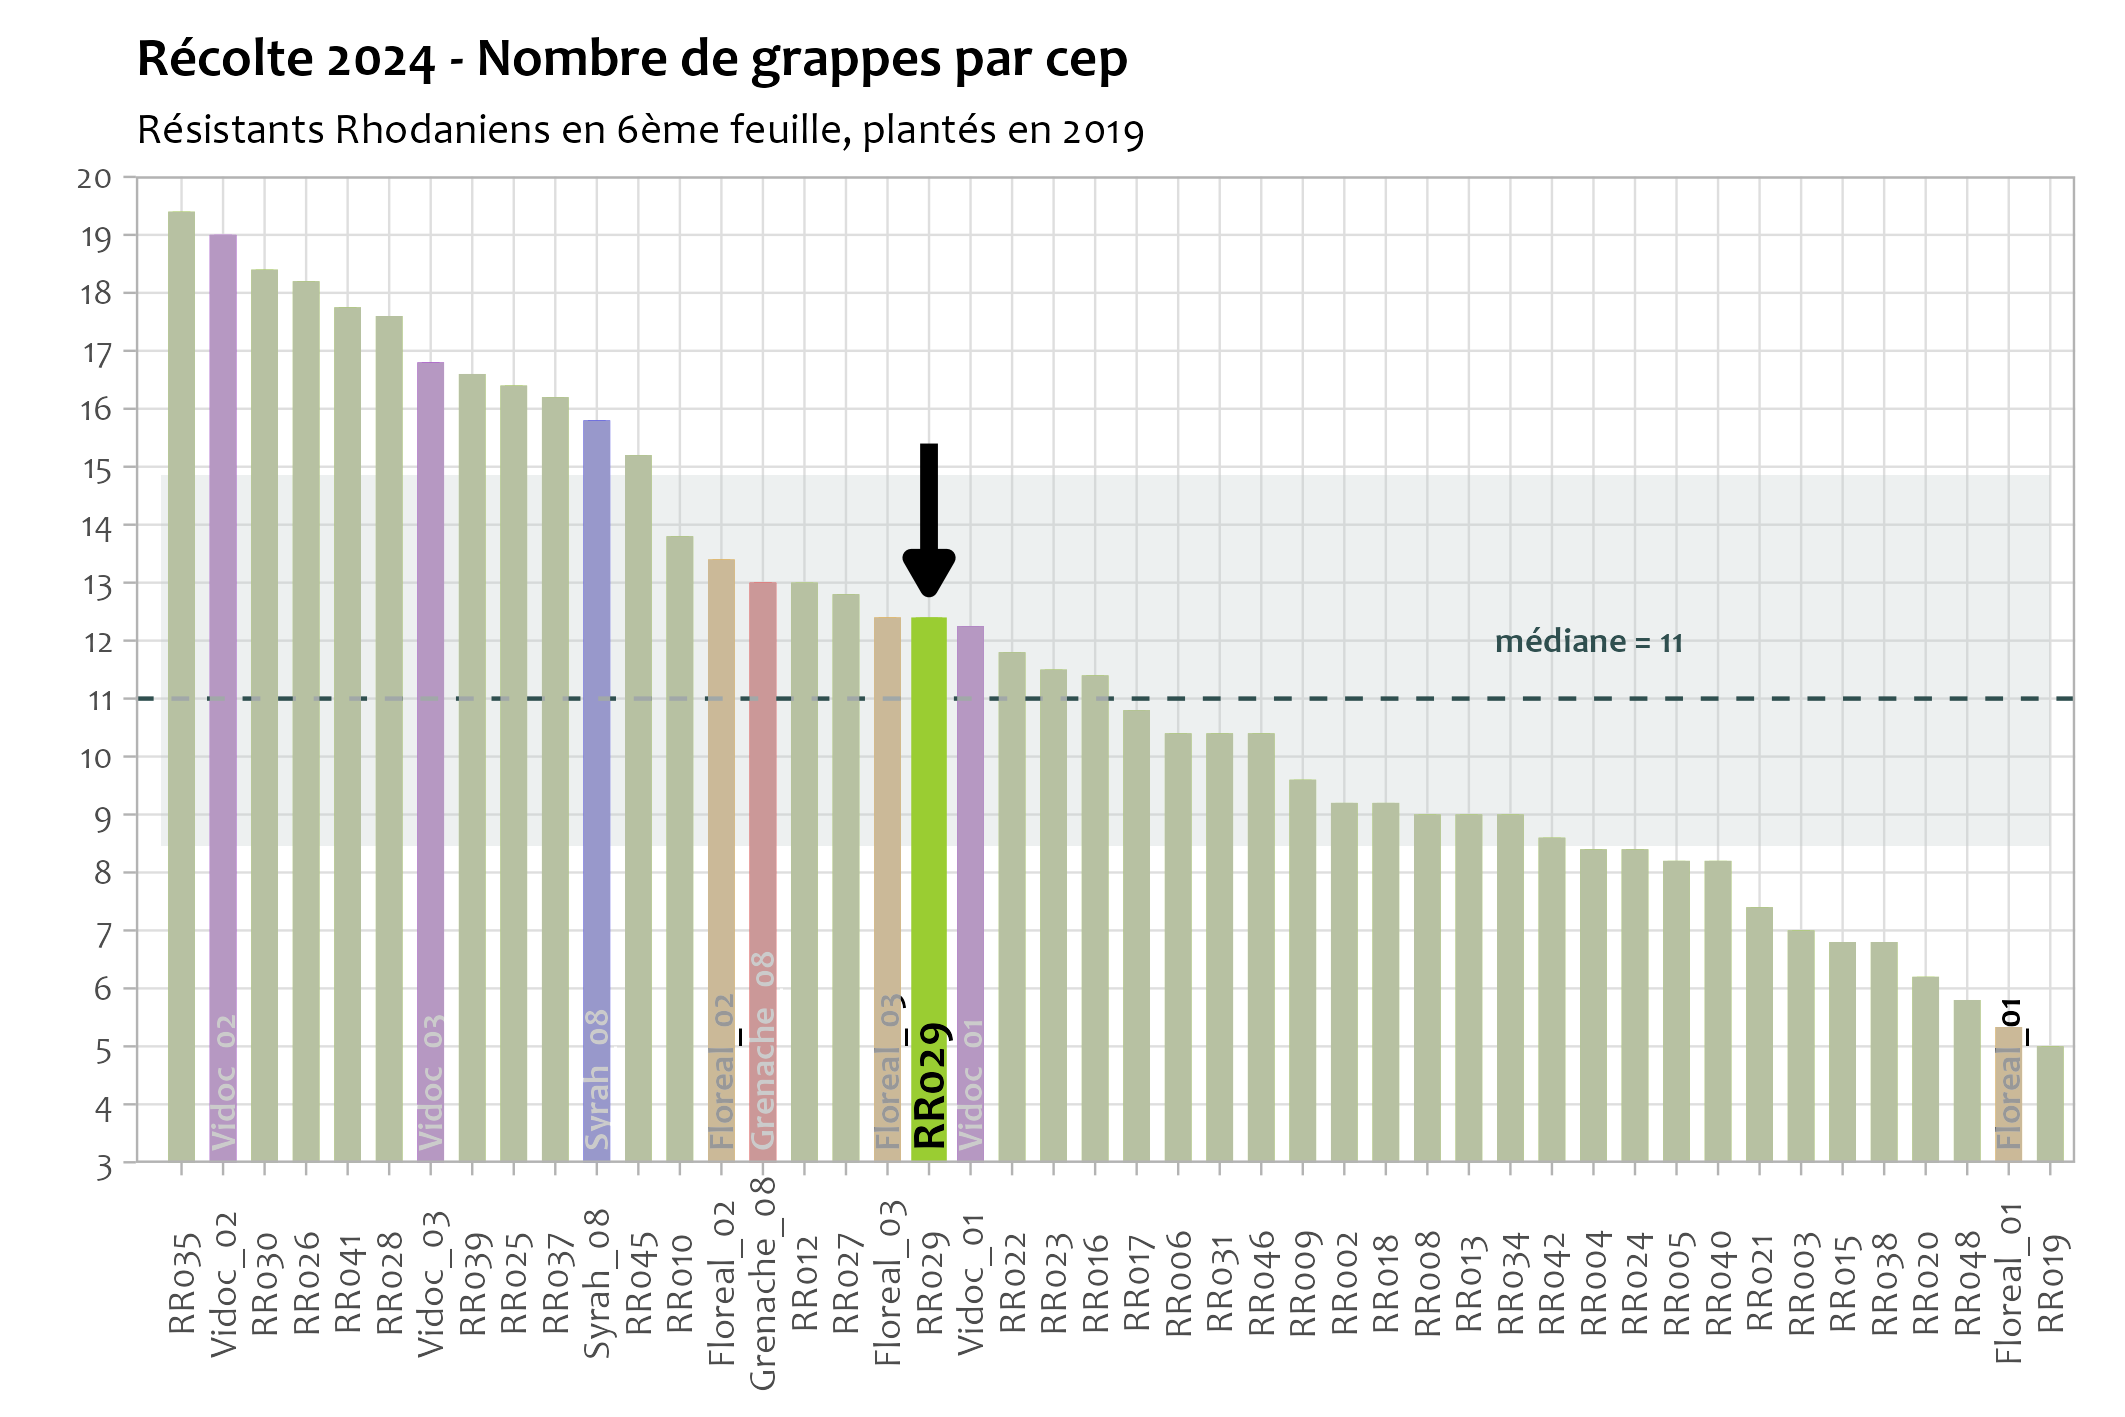 Récolte 2024 - Nombre de grappes par cep
Résistants Rhodaniens en 6ème feuille, plantés en 2019
20
19
18
17
16
15
14
13
12
11
10
9
8
7
6
5
4
3
médiane = 11
Vidoc_02
Vidoc_03
Syrah_08
Floreal_02
Grenache_08
Floreal_03
RR029
Vidoc_01
Floreal_01
RR035
Vidoc_02
RR030
RR026
RR041
RR028
Vidoc_03
RR039
RR025
RR037
Syrah_08
RR045
RR010
Floreal_02
Grenache_08
RR012
RR027
Floreal_03
RR029
Vidoc_01
RR022
RR023
RR016
RR017
RR006
RR031
RR046
RR009
RR002
RR018
RR008
RR013
RR034
RR042
RR004
RR024
RR005
RR040
RR021
RR003
RR015
RR038
RR020
RR048
Floreal_01
RR019